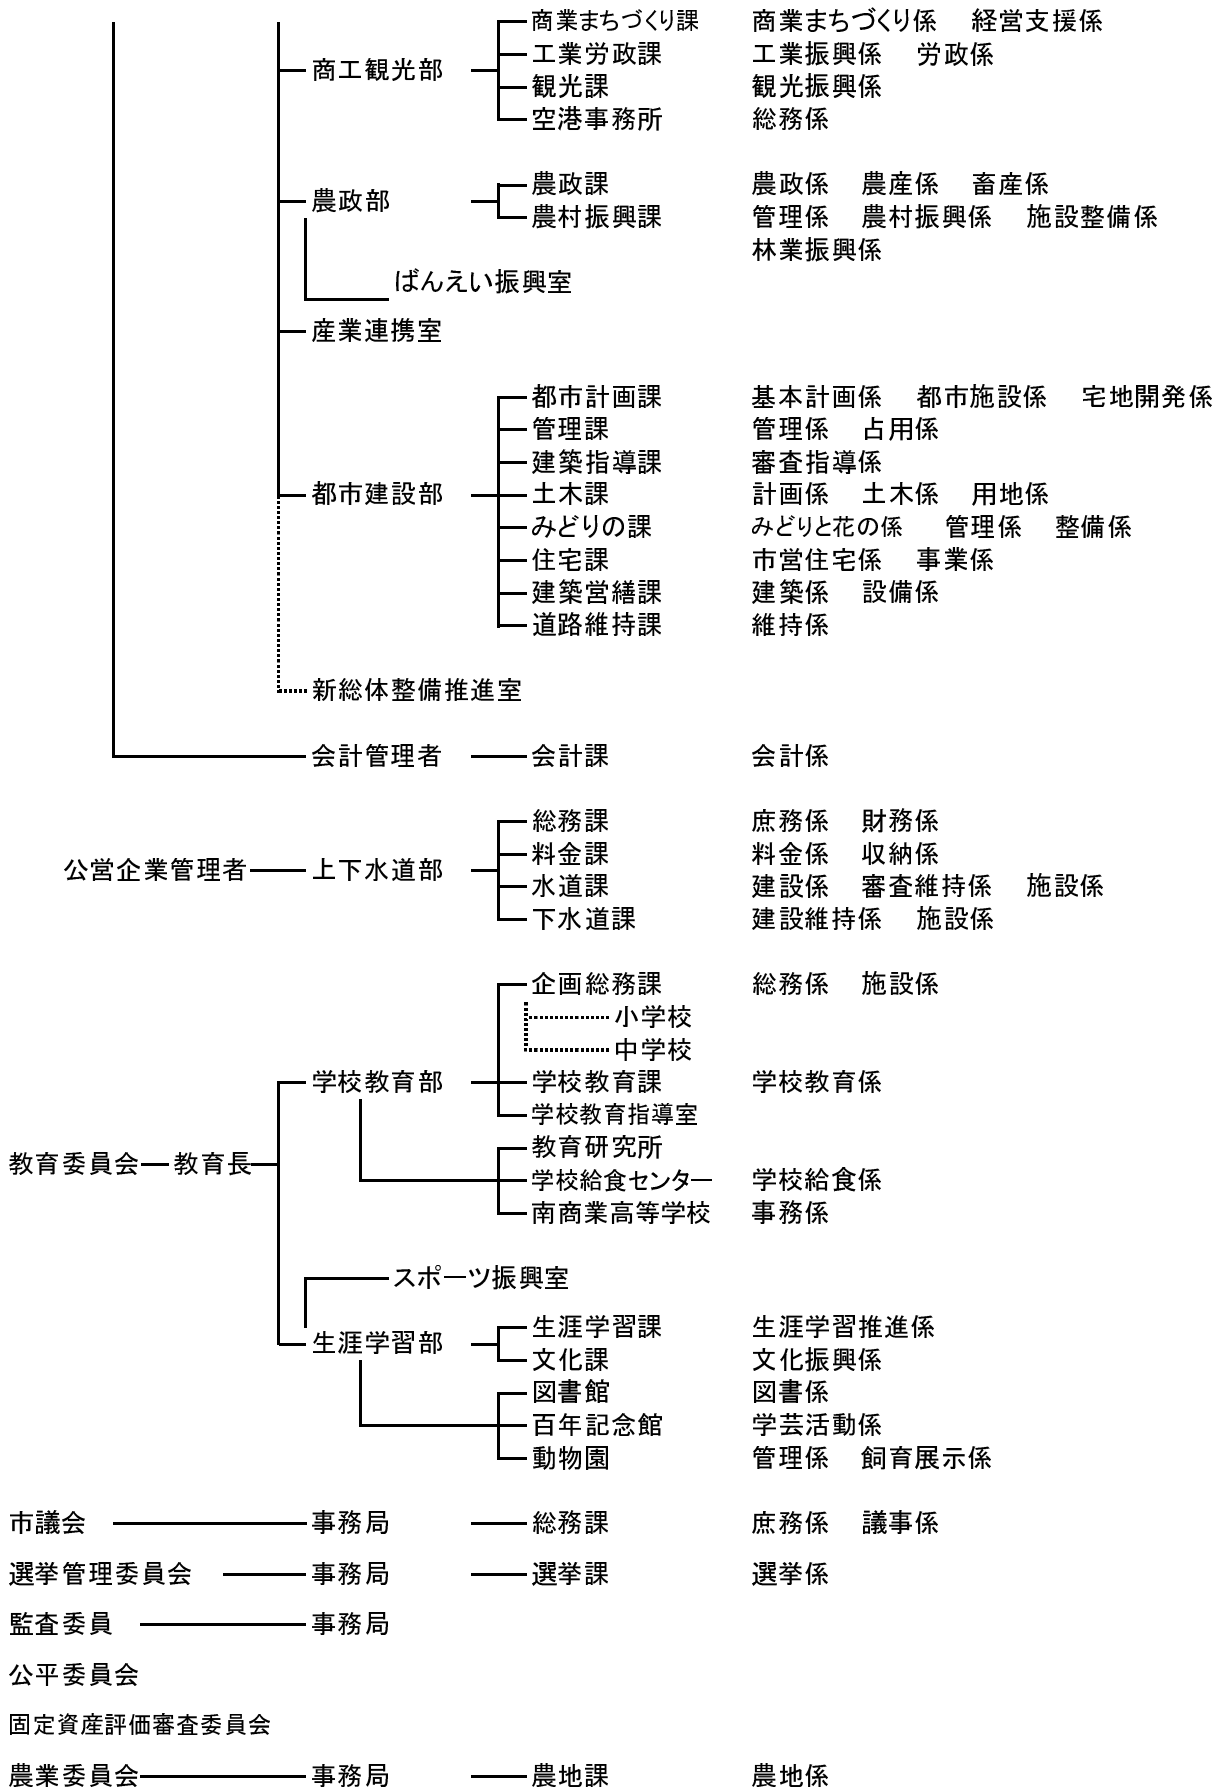 商業まちづくり課 商業まちづくり係 経営支援係
工業労政課 工業振興係 労政係
商工観光部
観光課 観光振興係
空港事務所 総務係
農政課 農政係 農産係 畜産係
農政部
農村振興課 管理係 農村振興係 施設整備係
林業振興係
ばんえい振興室
産業連携室
都市計画課 基本計画係 都市施設係 宅地開発係
管理課 管理係 占用係
建築指導課 審査指導係
都市建設部 土木課 計画係 土木係 用地係
みどりの課 みどりと花の係 管理係 整備係
住宅課 市営住宅係 事業係
建築営繕課 建築係 設備係
道路維持課 維持係
新総体整備推進室
会計管理者 会計課 会計係
総務課 庶務係 財務係
料金課 料金係 収納係
公営企業管理者 上下水道部
水道課 建設係 審査維持係 施設係
下水道課 建設維持係 施設係
企画総務課 総務係 施設係
小学校
中学校
学校教育部 学校教育課 学校教育係
学校教育指導室
教育研究所
教育委員会 教育長
学校給食センター 学校給食係
南商業高等学校 事務係
スポーツ振興室
生涯学習課 生涯学習推進係
生涯学習部
文化課 文化振興係
図書館 図書係
百年記念館 学芸活動係
動物園 管理係 飼育展示係
市議会 事務局 総務課 庶務係 議事係
選挙管理委員会 事務局 選挙課 選挙係
監査委員 事務局
公平委員会
固定資産評価審査委員会
農業委員会 事務局 農地課 農地係